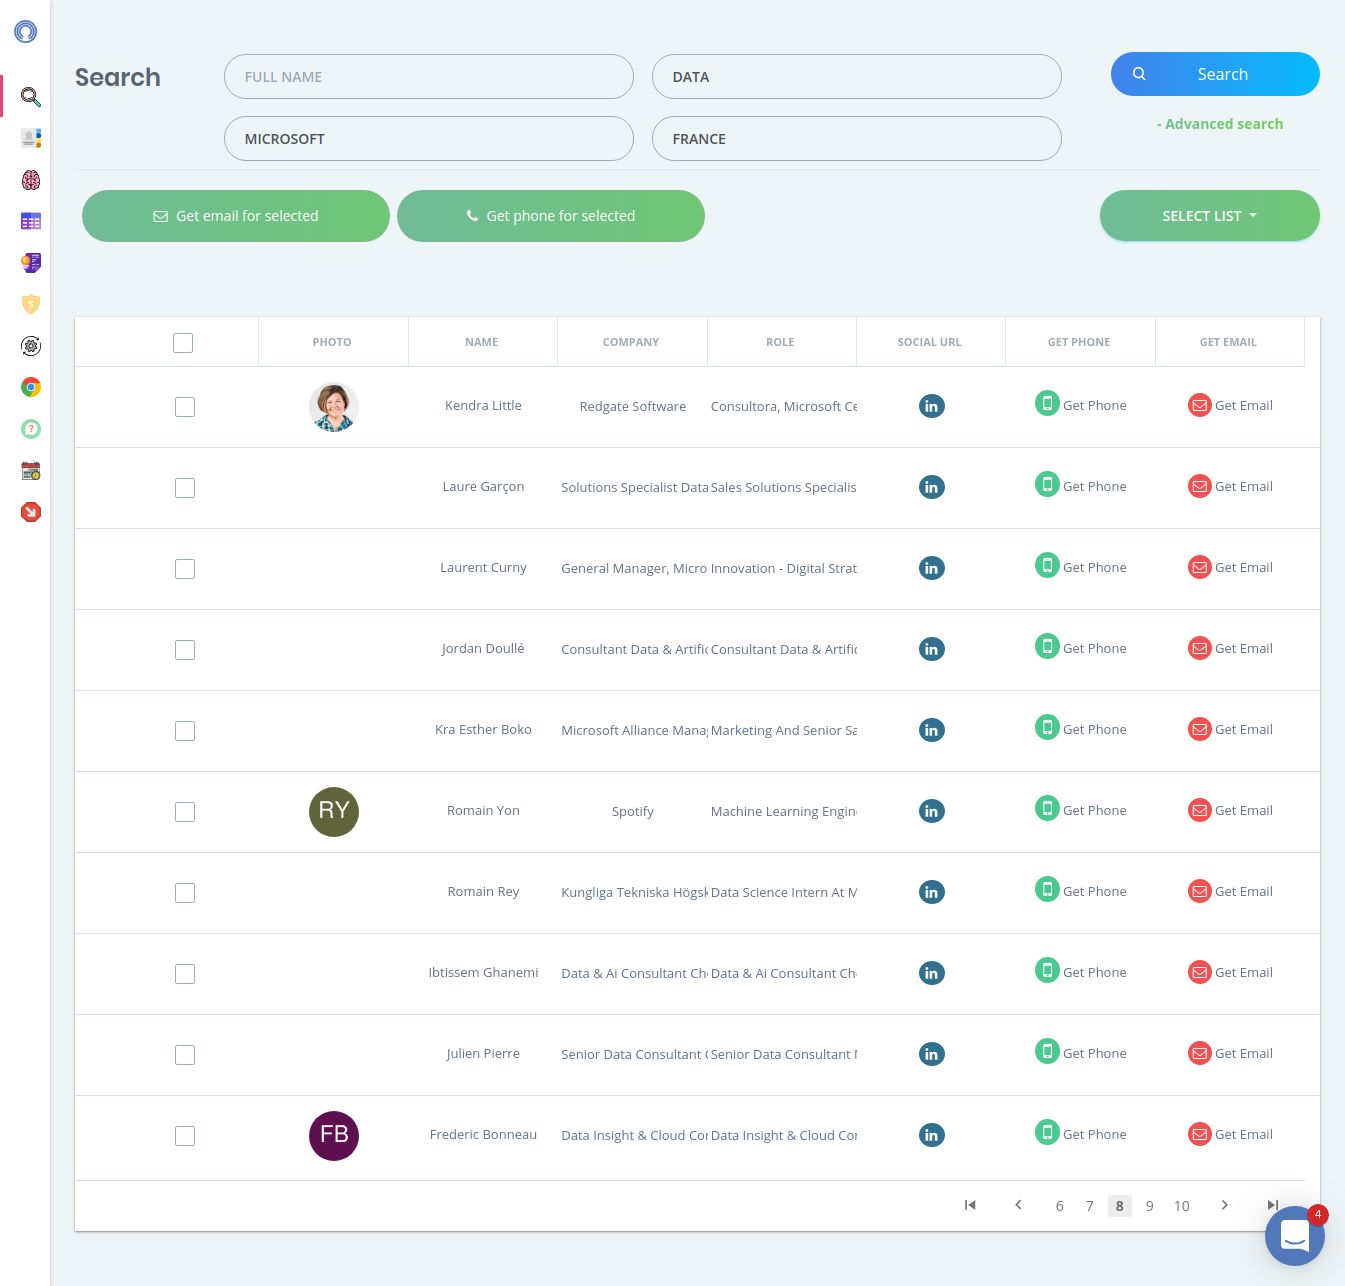 Search
FULL NAME
DATA
Search
MICROSOFT
FRANCE
- Advanced search
Get email for selected
Get phone for selected
SELECT LIST
PHOTO NAME COMPANY ROLE SOCIAL URL GET PHONE GET EMAIL
Kendra Little Redgate Software Consultora, Microsoft Ce in Get Phone Get Email
Laure Garçon Solutions Specialist Data Sales Solutions Specialis in Get Phone Get Email
Laurent Curny General Manager, Micro Innovation - Digital Strat in Get Phone Get Email
Jordan Doullé Consultant Data & Artific Consultant Data & Artific in Get Phone Get Email
Kra Esther Boko Microsoft Alliance Mana Marketing And Senior Sa in Get Phone Get Email
RY Romain Yon Spotify Machine Learning Engin in Get Phone Get Email
Romain Rey Kungliga Tekniska Högsk Data Science Intern At M in Get Phone Get Email
Ibtissem Ghanemi Data & Ai Consultant Ch Data & Ai Consultant Ch in Get Phone Get Email
Julien Pierre Senior Data Consultant Senior Data Consultant in Get Phone Get Email
FB Frederic Bonneau Data Insight & Cloud Co Data Insight & Cloud Co in Get Phone Get Email
6 7 8 9 10
4